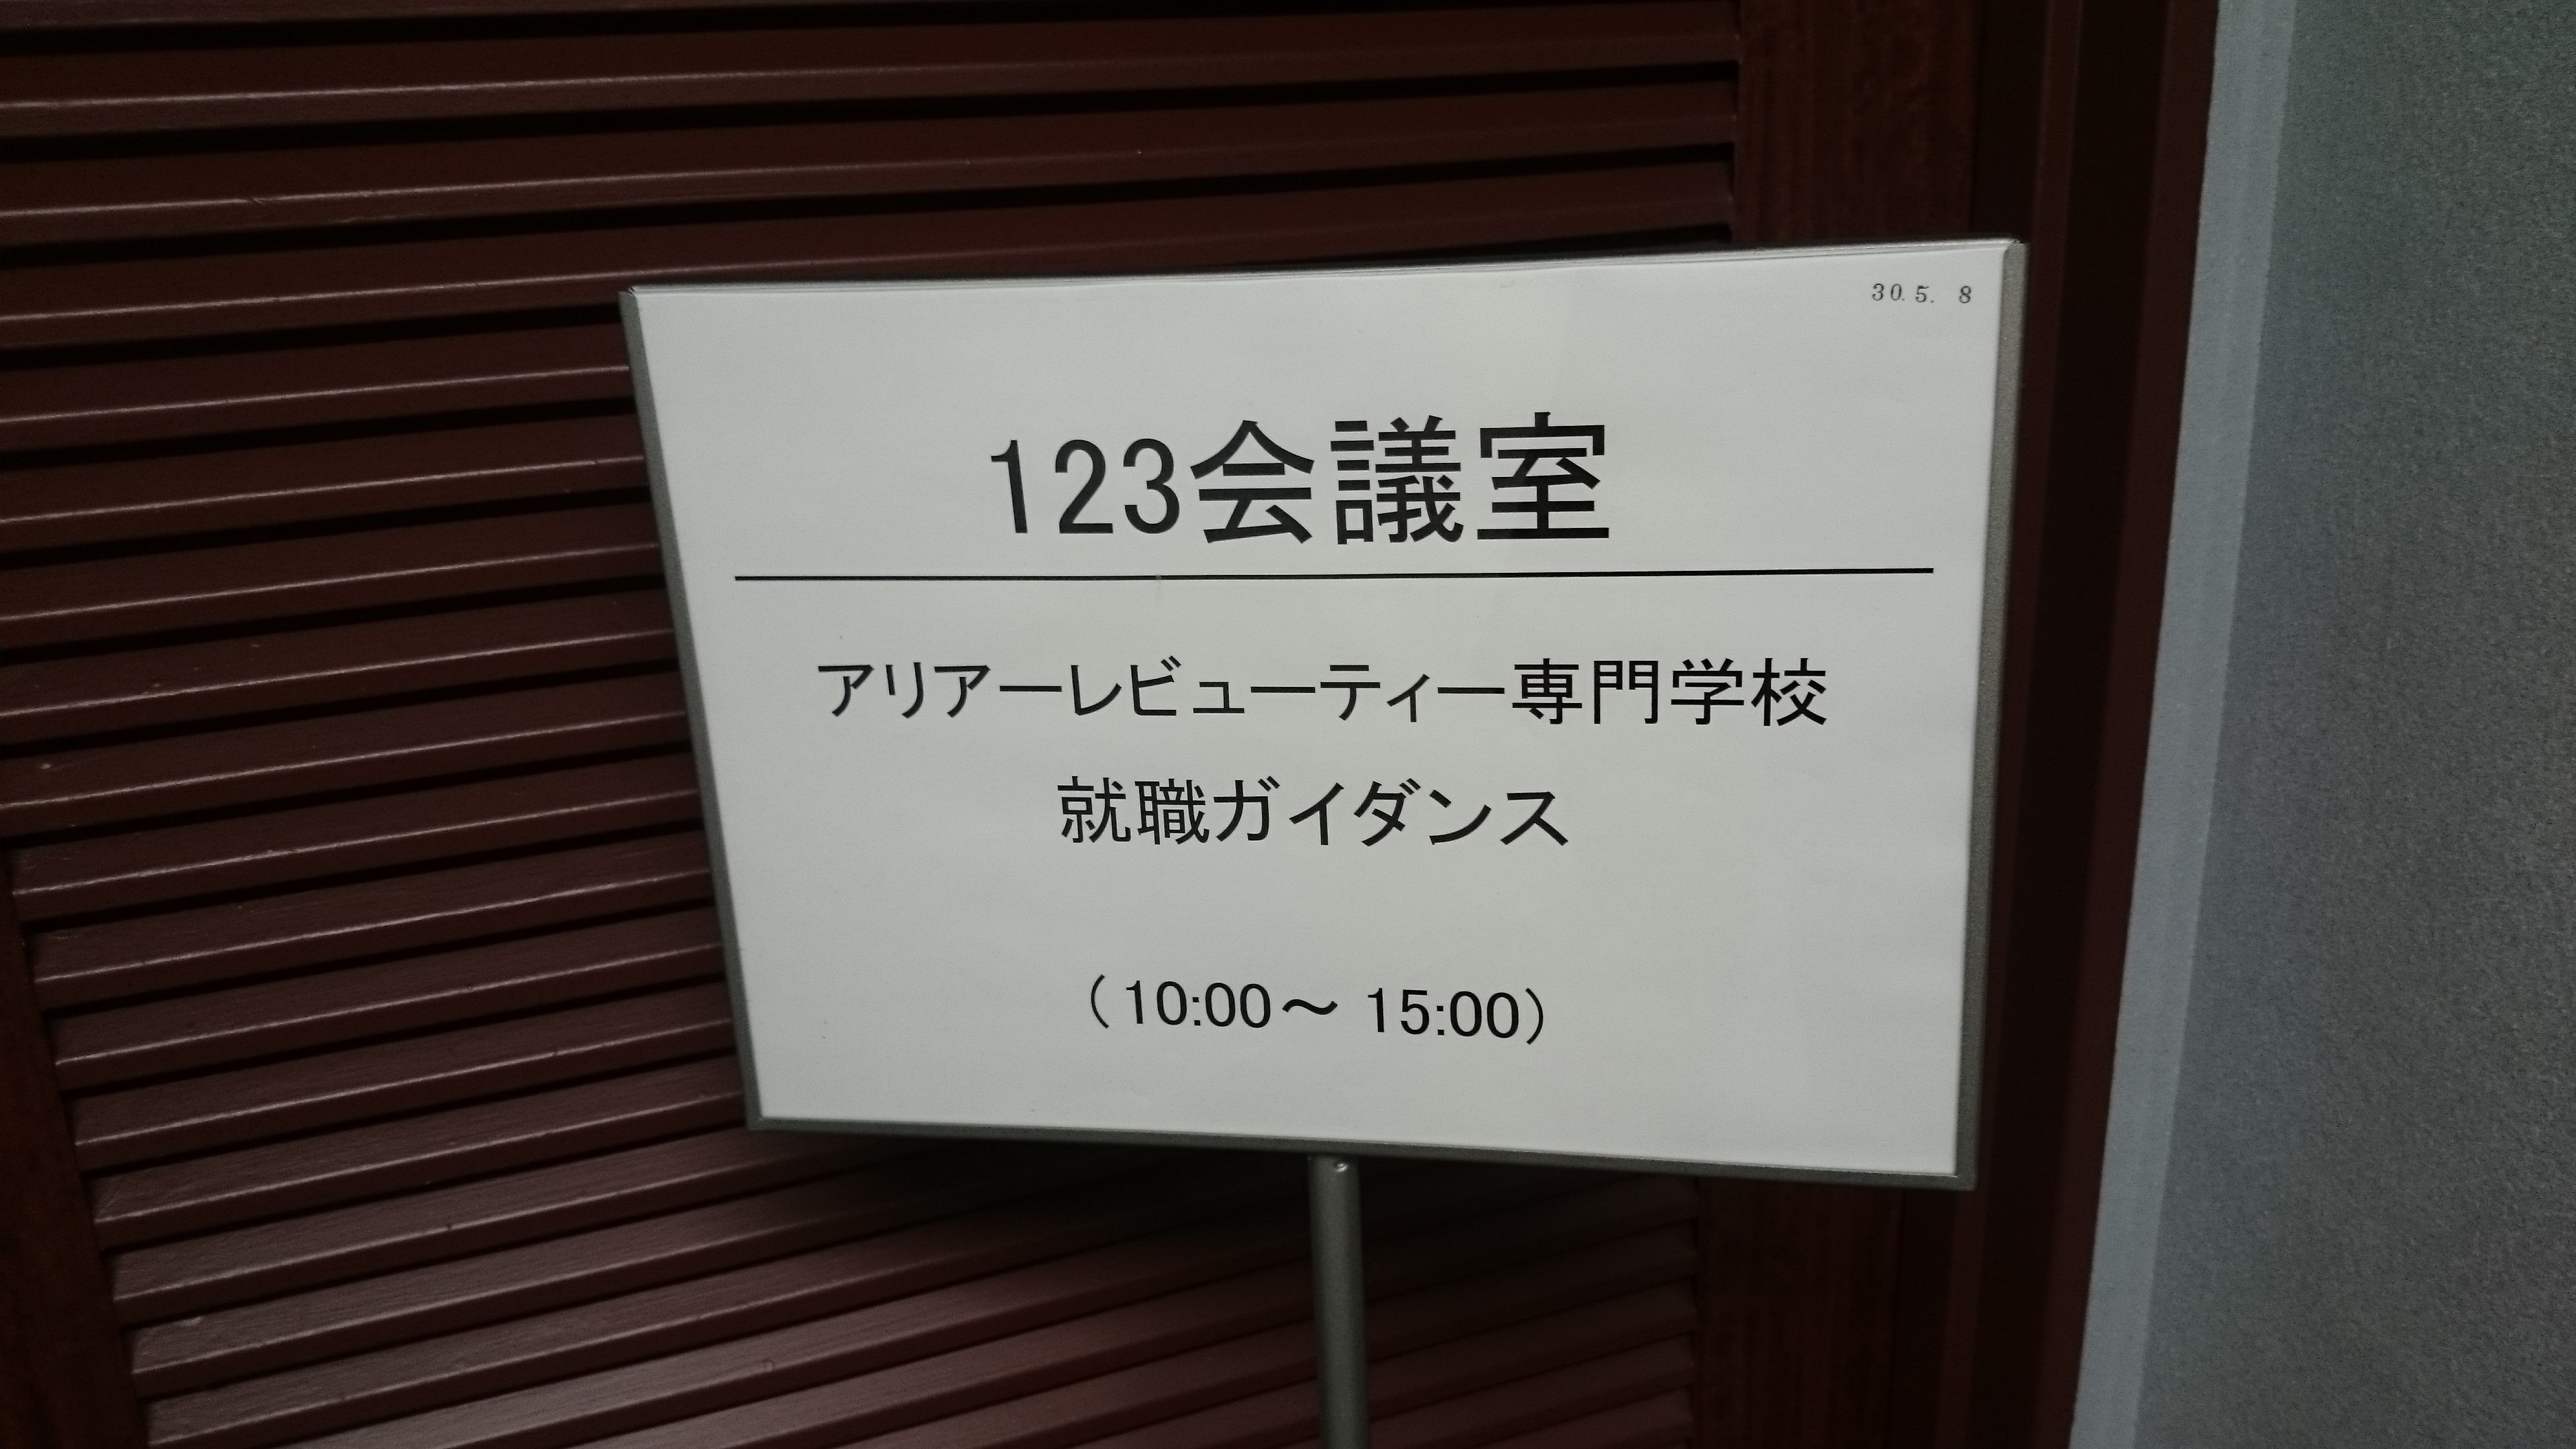 30.5. 8
123会議室
アリアーレビューティー専門学校
就職ガイダンス
(10:00～ 15:00)